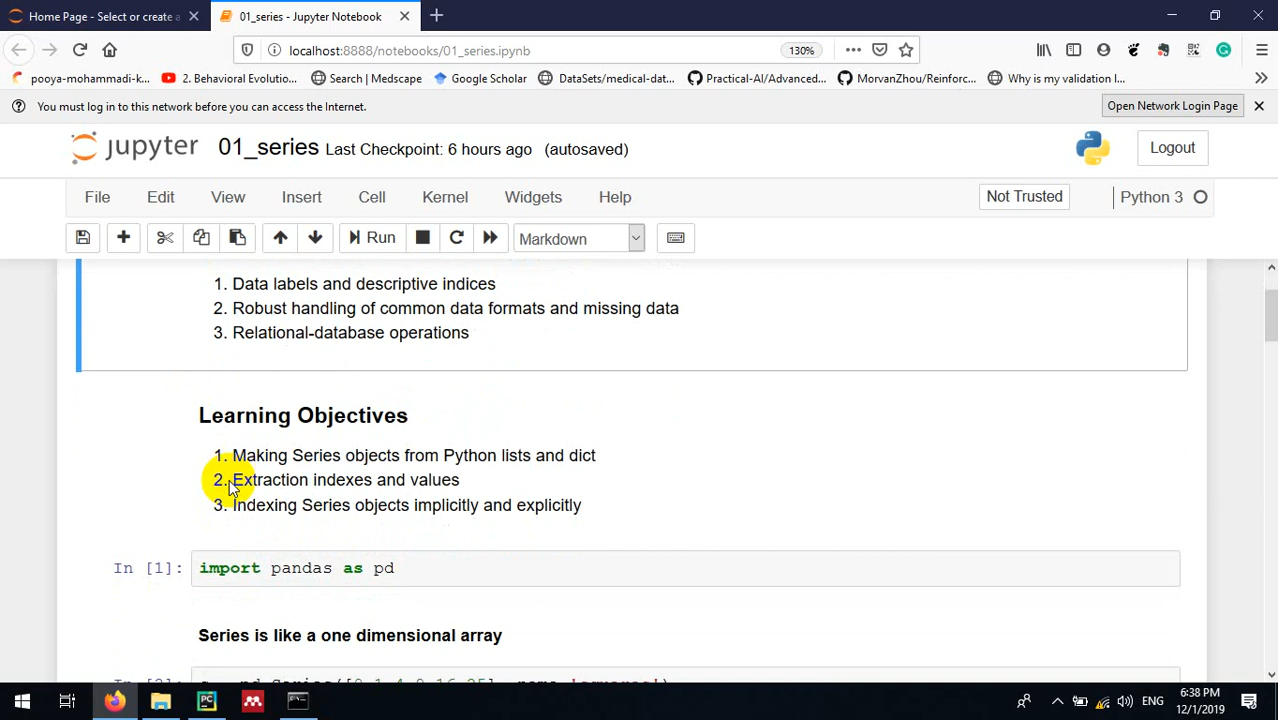 Home Page - Select or create a
01_series - Jupyter Notebook
localhost:8888/notebooks/01_series.ipynb
130%
pooya-mohammadi-k...
2. Behavioral Evolutio...
Search | Medscape
Google Scholar
DataSets/medical-dat...
Practical-AI/Advanced...
MorvanZhou/Reinforc...
Why is my validation I...
You must log in to this network before you can access the Internet.
Open Network Login Page
jupyter 01_series Last Checkpoint: 6 hours ago (autosaved)
Logout
File Edit View Insert Cell Kernel Widgets Help
Not Trusted
Python 3
Run
Markdown
1. Data labels and descriptive indices
2. Robust handling of common data formats and missing data
3. Relational-database operations
Learning Objectives
1. Making Series objects from Python lists and dict
2. Extraction indexes and values
3. Indexing Series objects implicitly and explicitly
In [1]: import pandas as pd
Series is like a one dimensional array
PC
ENG
6:38 PM
12/1/2019